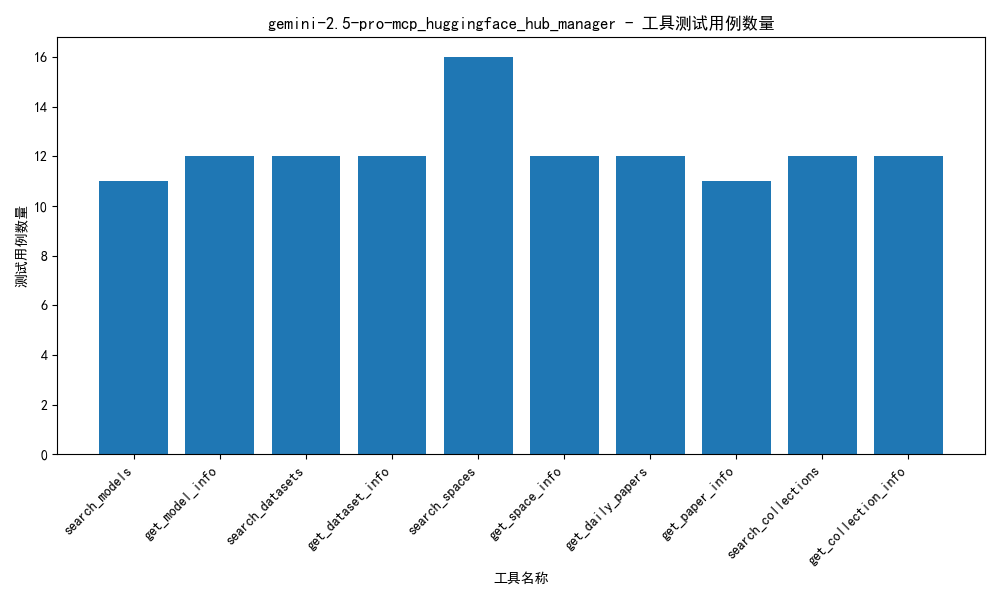 gemini-2.5-pro-mcp_huggingface_hub_manager - 工具测试用例数量
测试用例数量
16
14
12
10
8
6
4
2
0
search_models
get_model_info
search_datasets
get_dataset_info
search_spaces
get_space_info
get_daily_papers
get_paper_info
search_collections
get_collection_info
工具名称